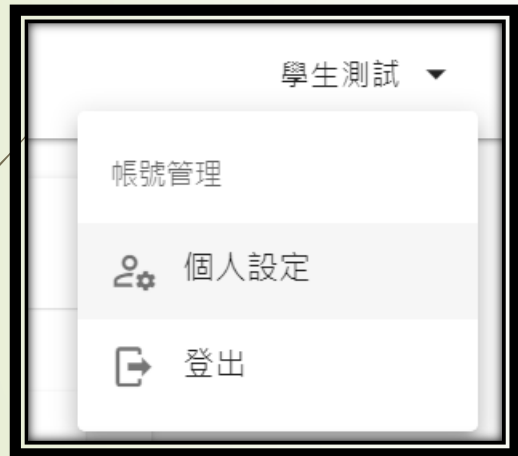 學生測試
帳號管理
個人設定
登出